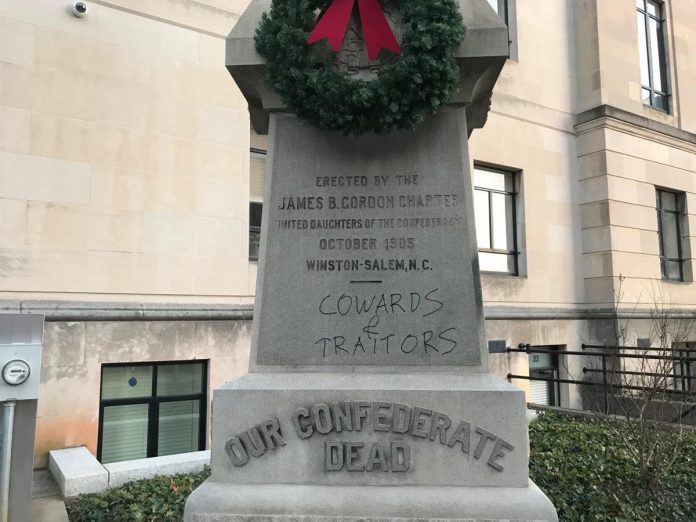 ERECTED BY THE
JAMES B. GORDON CHAPTER
UNITED DAUGHTERS OF THE CONFEDERACY
OCTOBER 1905
WINSTON-SALEM, N.C.
COWARDS
&
TRAITORS
OUR CONFEDERATE
DEAD
22